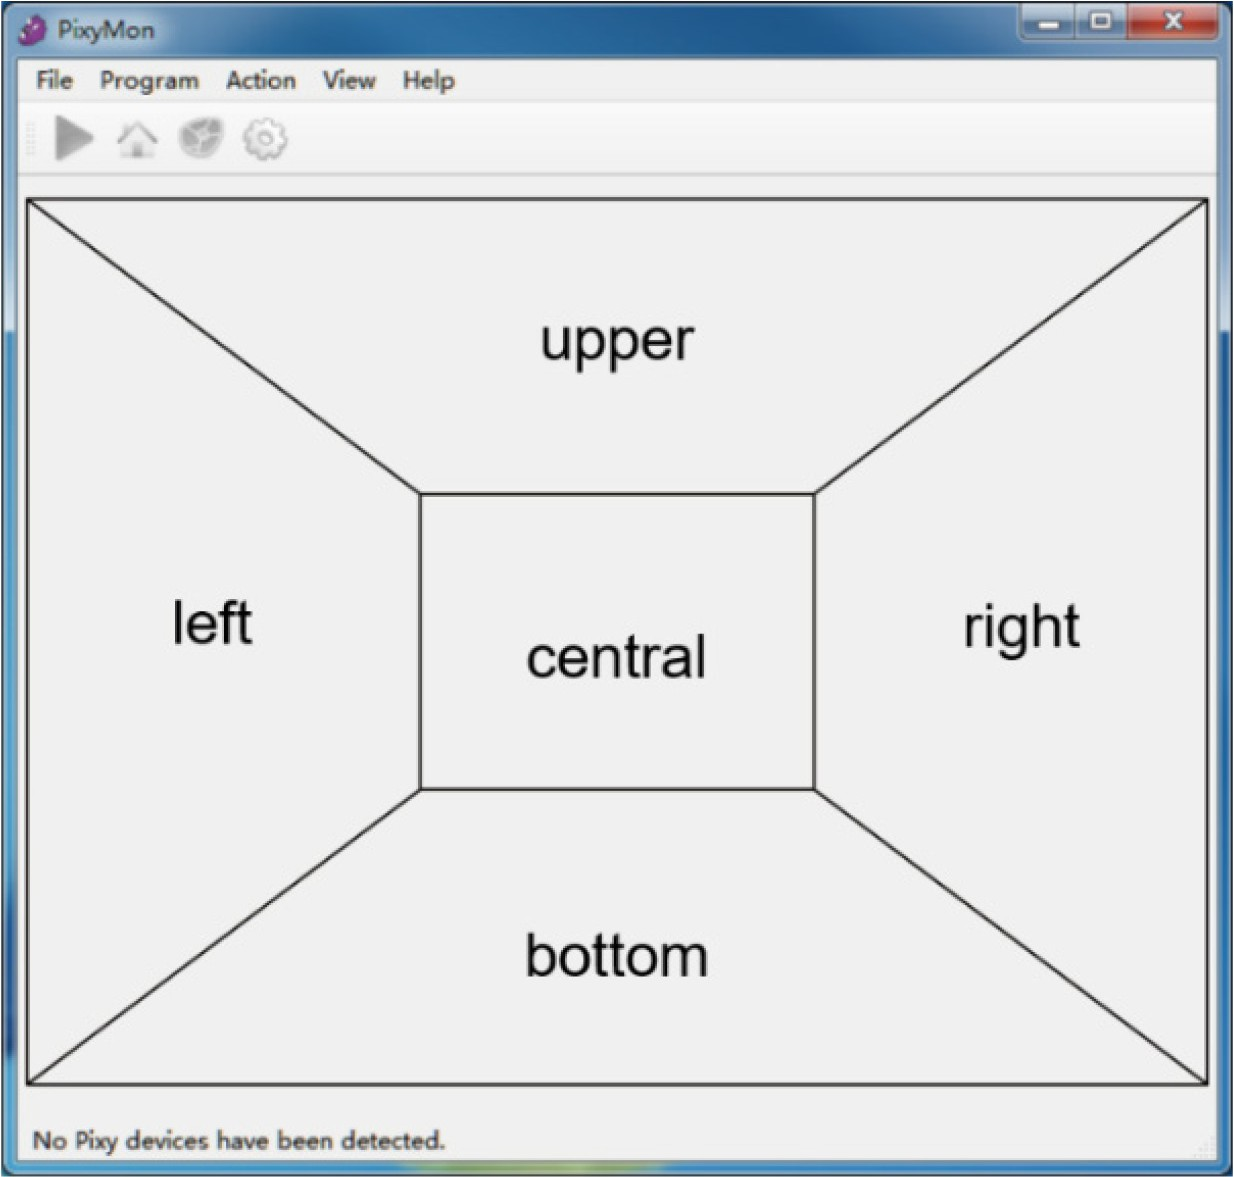 PixyMon
File Program Action View Help
upper
left
central
right
bottom
No Pixy devices have been detected.